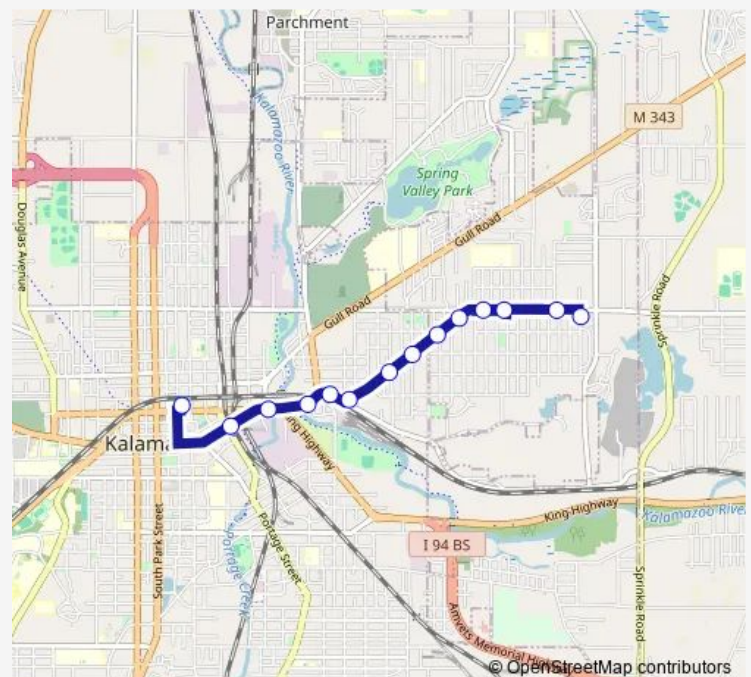 Parchment
Kalamazoo River
M 343
Spring
Valley Park
Gull Road
Douglas Avenue
Sprinkle Road
Gull Road
Kalama
King Highway
South Park Street
Portage Street
Portage Creek
King Highway
Kalamazoo River
I 94 BS
Sprinkle Road
Amvets Memorial Hi
© OpenStreetMap contributors